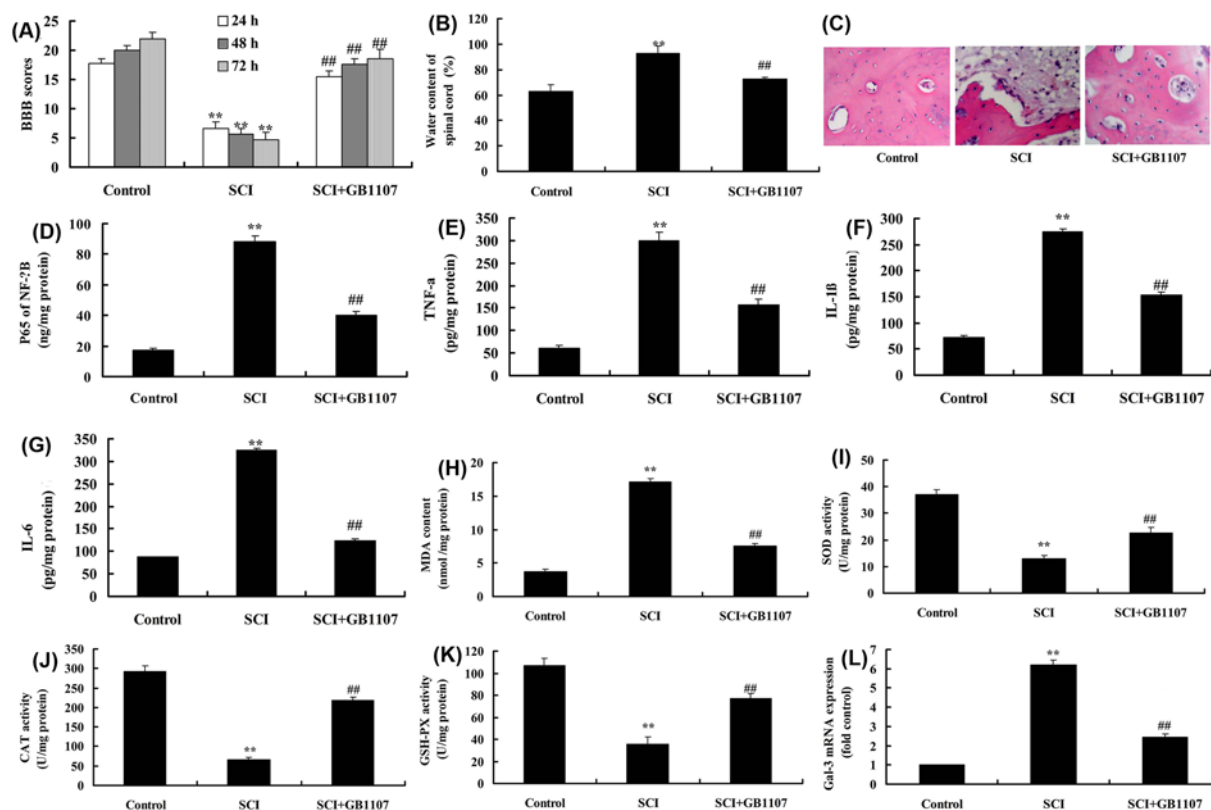 (A)
BBB scores
25
20
15
10
5
0
24 h
48 h
72 h
** ** **
## ## ##
Control SCI SCI+GB1107
(B)
Water content of
spinal cord (%)
120
100
80
60
40
20
0
**
##
Control SCI SCI+GB1107
(C)
Control SCI SCI+GB1107
(D)
P65 of NF-?B
(ng/mg protein)
100
80
60
40
20
0
**
##
Control SCI SCI+GB1107
(E)
TNF-a
(pg/mg protein)
350
300
250
200
150
100
50
0
**
##
Control SCI SCI+GB1107
(F)
IL-1ß
(pg/mg protein)
300
250
200
150
100
50
0
**
##
Control SCI SCI+GB1107
(G)
IL-6
(pg/mg protein)
350
300
250
200
150
100
50
0
**
##
Control SCI SCI+GB1107
(H)
MDA content
(nmol /mg protein)
20
15
10
5
0
**
##
Control SCI SCI+GB1107
(I)
SOD activity
(U/mg protein)
50
40
30
20
10
0
**
##
Control SCI SCI+GB1107
(J)
CAT activity
(U/mg protein)
350
300
250
200
150
100
50
0
**
##
Control SCI SCI+GB1107
(K)
GSH-PX activity
(U/mg protein)
120
100
80
60
40
20
0
**
##
Control SCI SCI+GB1107
(L)
Gal-3 mRNA expression
(fold control)
7
6
5
4
3
2
1
0
**
##
Control SCI SCI+GB1107